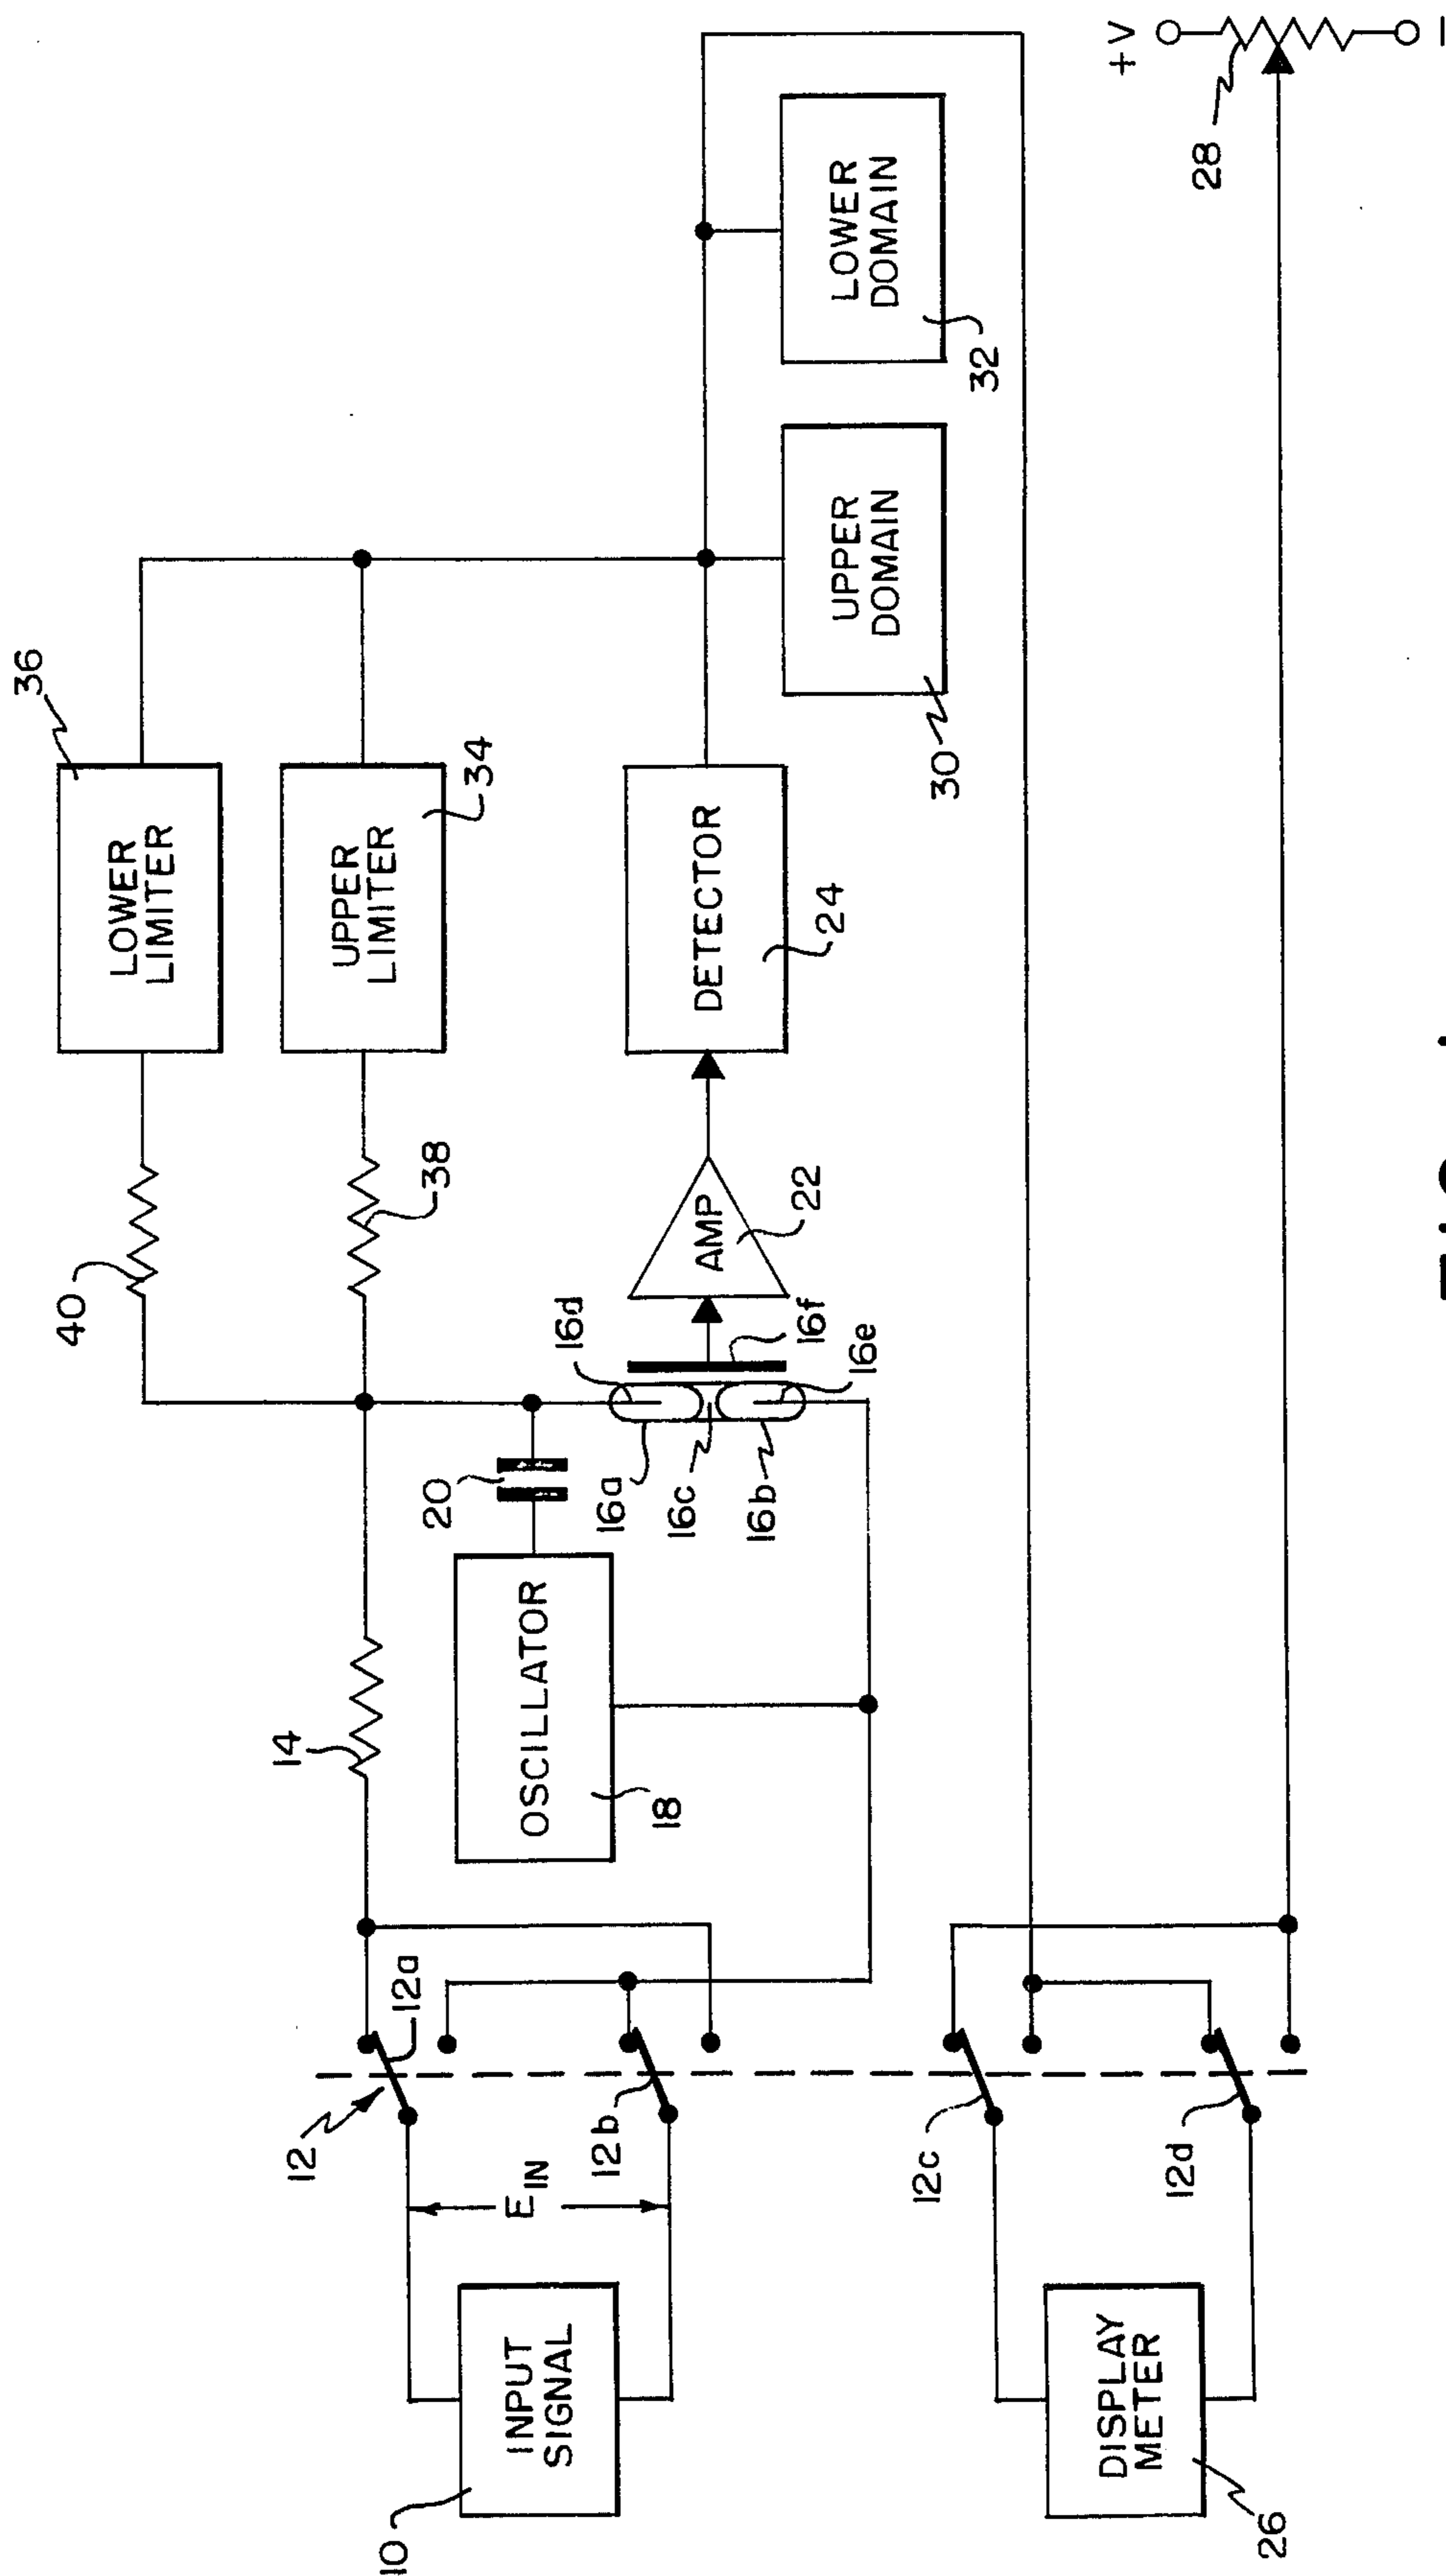 36
LOWER
LIMITER
40
UPPER
LIMITER
34
38
14
12
12a
INPUT
SIGNAL
10
E IN
12b
OSCILLATOR
18
20
16d
16a
16c
16b
16f
16e
AMP
22
DETECTOR
24
UPPER
DOMAIN
30
LOWER
DOMAIN
32
12c
12d
DISPLAY
METER
26
28
+V